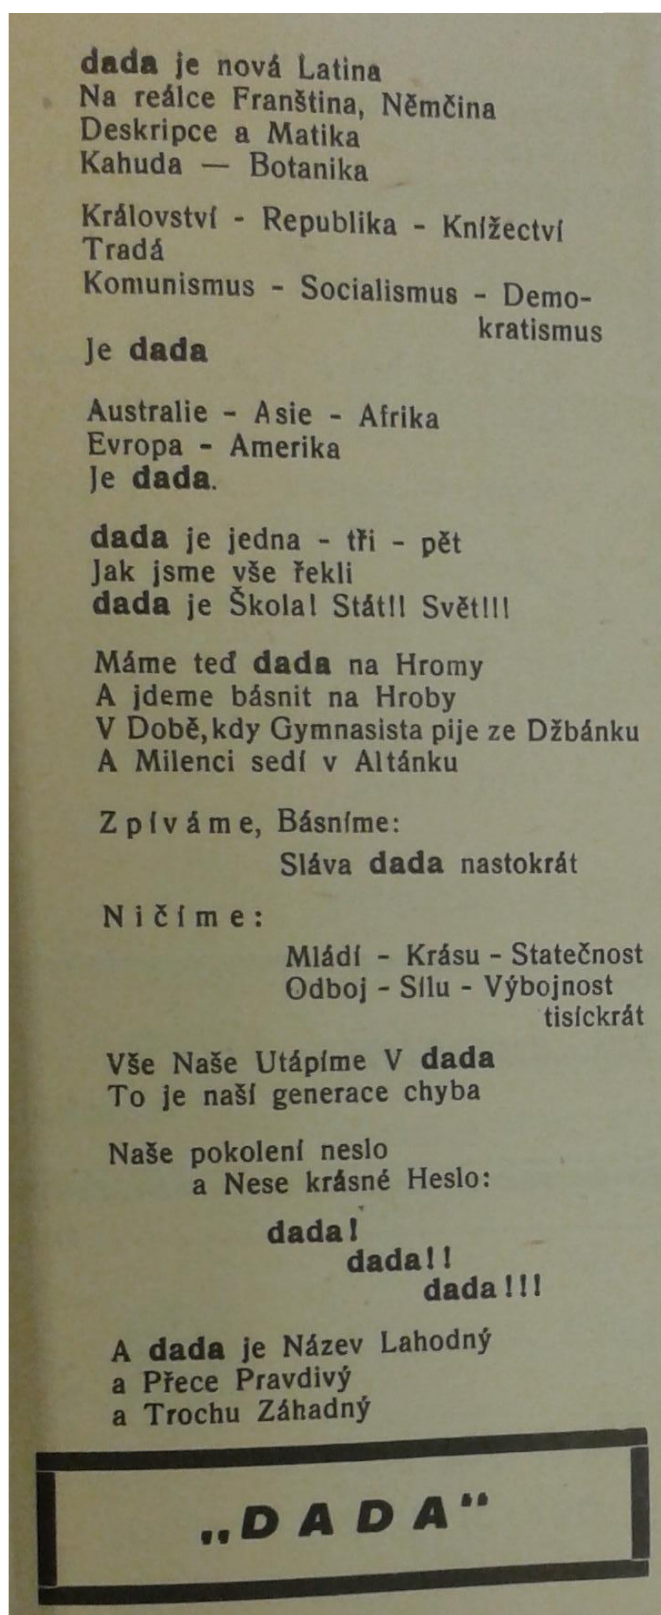 dada je nová Latina
Na reálce Franština, Němčina
Deskripce a Matika
Kahuda — Botanika
Království - Republika - Knížectví
Tradá
Komunismus - Socialismus - Demo-
kratismus
Je dada
Australie - Asie - Afrika
Evropa - Amerika
Je dada.
dada je jedna - tři - pět
Jak jsme vše řekli
dada je Škola! Stát!! Svět!!!
Máme teď dada na Hromy
A jdeme básnit na Hroby
V Době, kdy Gymnasista pije ze Džbánku
A Milenci sedí v Altánku
Zpíváme, Básníme:
Sláva dada nastokrát
Ničíme:
Mládí - Krásu - Statečnost
Odboj - Sílu - Výbojnost
tisíckrát
Vše Naše Utápíme V dada
To je naší generace chyba
Naše pokolení neslo
a Nese krásné Heslo:
dada!
dada!!
dada!!!
A dada je Název Lahodný
a Přece Pravdivý
a Trochu Záhadný
„DADA“